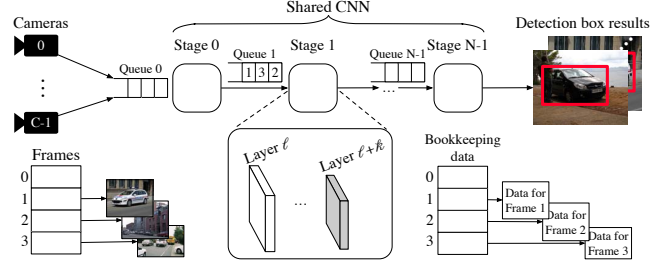 Cameras
Shared CNN
Detection box results
0
Queue 0
Stage 0
Queue 1
1 3 2
Stage 1
Queue N-1
...
Stage N-1
⋮
C-1
Frames
0
1
2
3
Layer ℓ
...
Layer ℓ+k
Bookkeeping
data
0
1
2
3
Data for
Frame 1
Data for
Frame 2
Data for
Frame 3